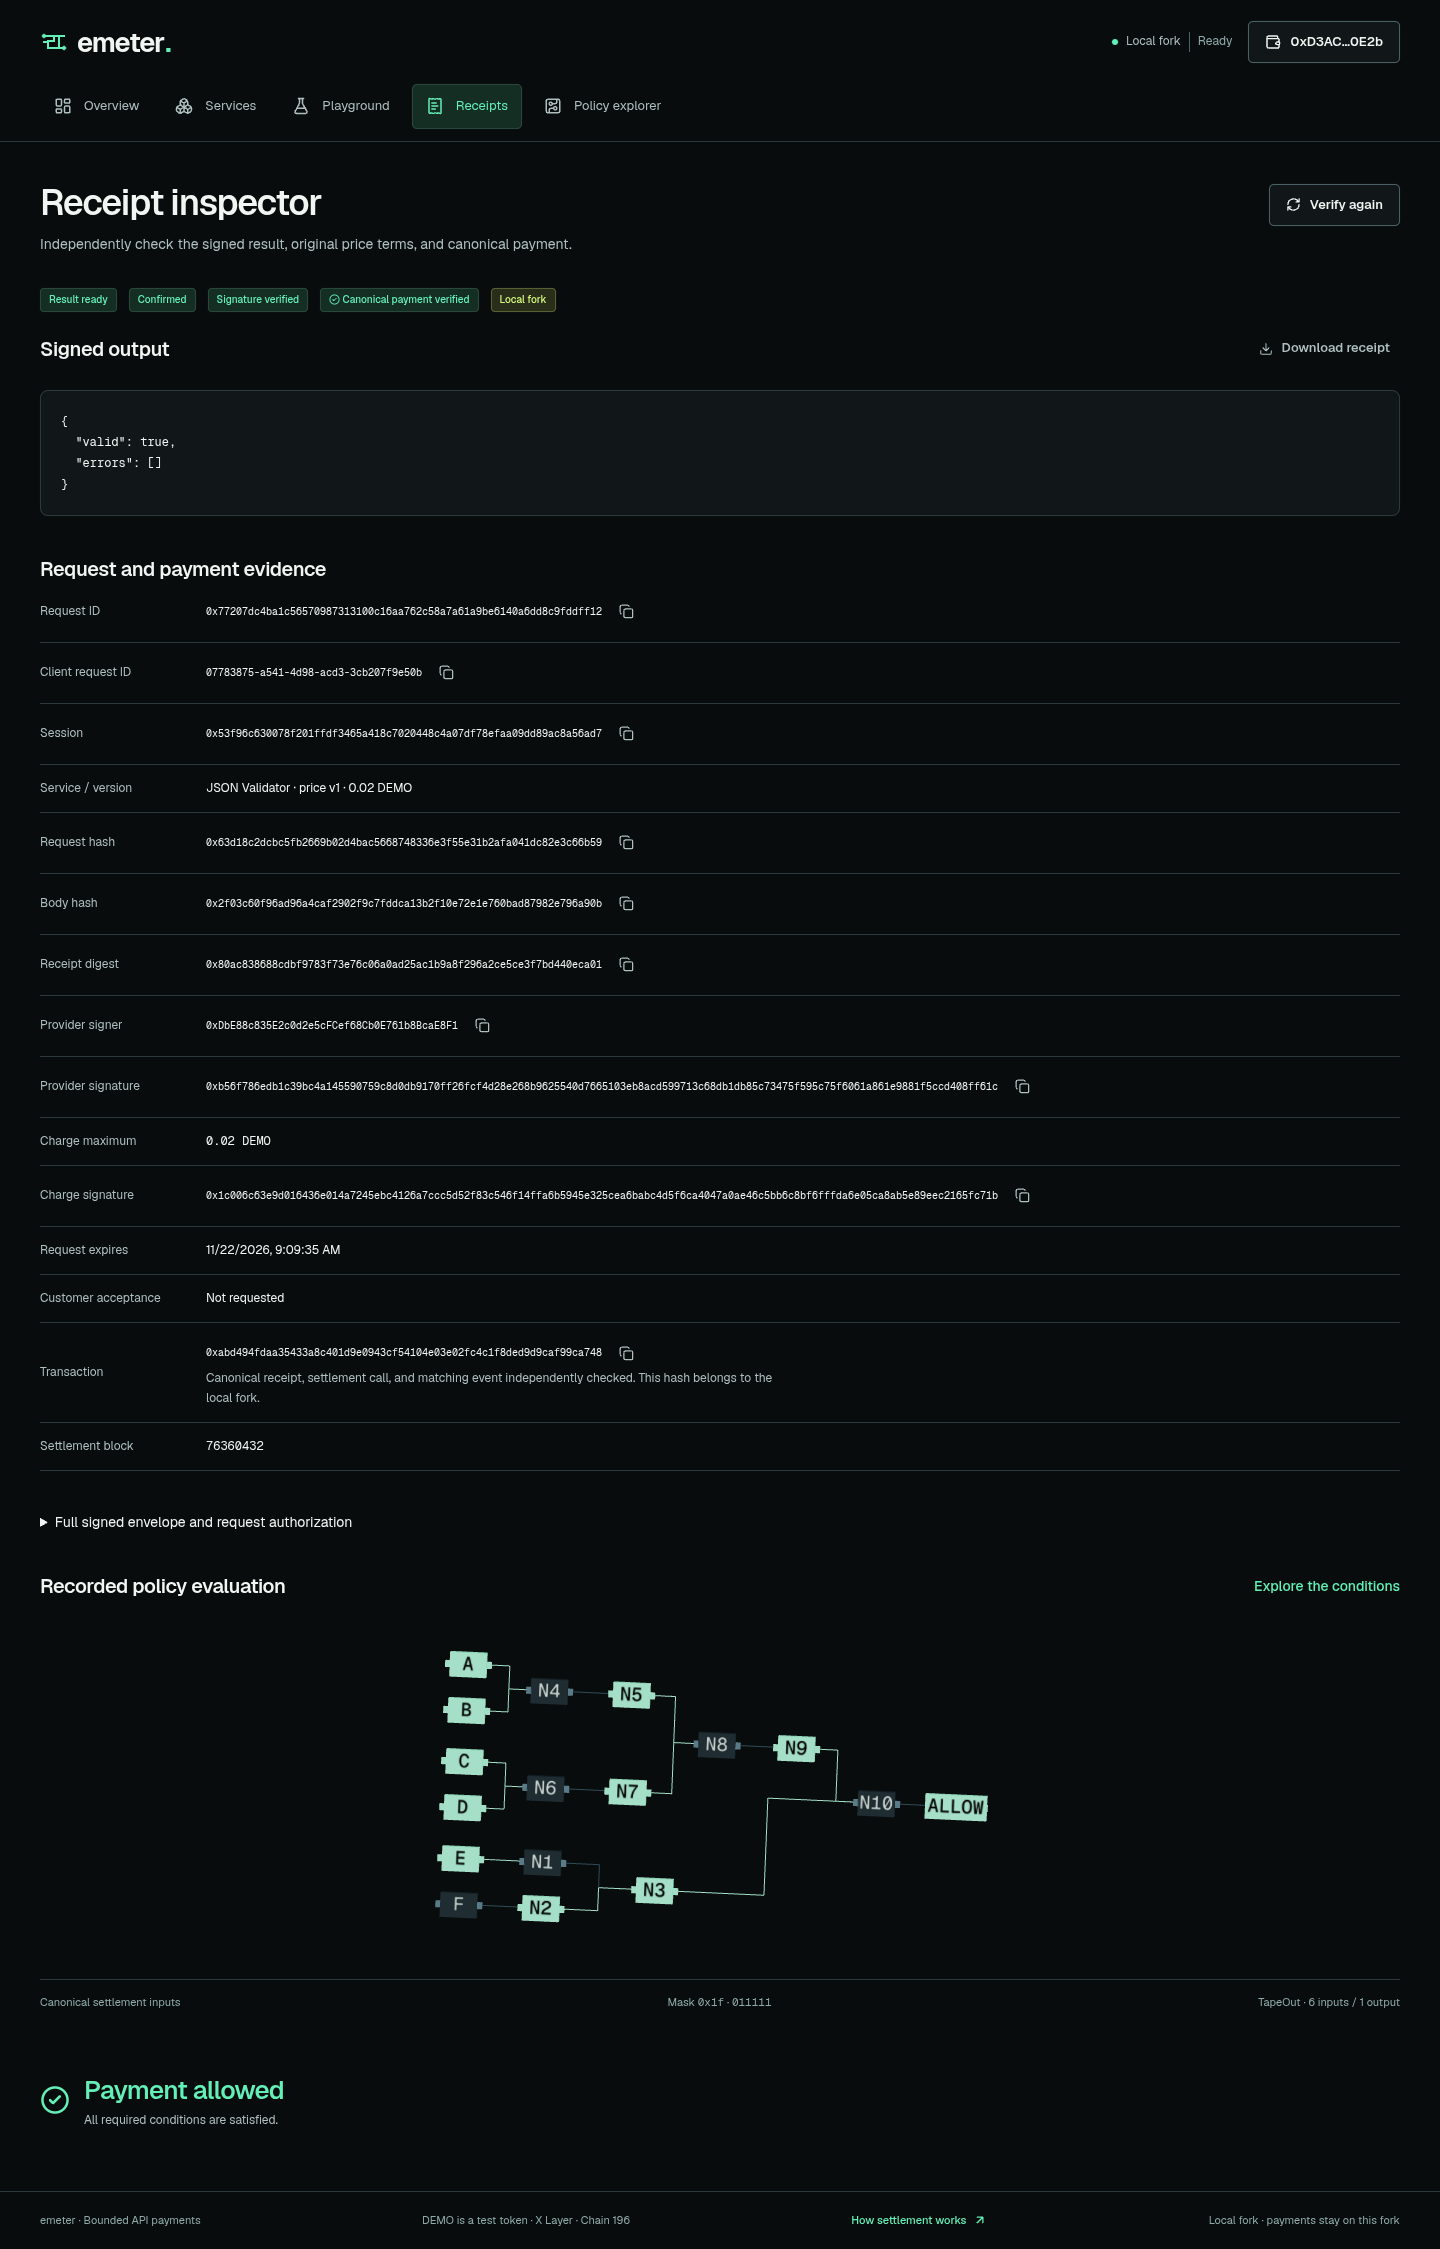 emeter.
Local fork
Ready
0xD3AC…0E2b
Overview
Services
Playground
Receipts
Policy explorer
Receipt inspector
Verify again
Independently check the signed result, original price terms, and canonical payment.
Result ready
Confirmed
Signature verified
Canonical payment verified
Local fork
Signed output
Download receipt
{
"valid": true,
"errors": []
}
Request and payment evidence
Request ID
0x77207dc4ba1c56570987313100c16aa762c58a7a61a9be6140a6dd8c9fddff12
Client request ID
07783875-a541-4d98-acd3-3cb207f9e50b
Session
0x53f96c630078f201ffdf3465a418c7020448c4a07df78efaa09dd89ac8a56ad7
Service / version
JSON Validator · price v1 · 0.02 DEMO
Request hash
0x63d18c2dcbc5fb2669b02d4bac5668748336e3f55e31b2afa041dc82e3c66b59
Body hash
0x2f03c60f96ad96a4caf2902f9c7fddca13b2f10e72e1e760bad87982e796a90b
Receipt digest
0x80ac838688cdbf9783f73e76c06a0ad25ac1b9a8f296a2ce5ce3f7bd440eca01
Provider signer
0xDbE88c835E2c0d2e5cFCef68Cb0E761b8BcaE8F1
Provider signature
0xb56f786edb1c39bc4a145590759c8d0db9170ff26fcf4d28e268b9625540d7665103eb8acd599713c68db1db85c73475f595c75f6061a861e9881f5ccd408ff61c
Charge maximum
0.02 DEMO
Charge signature
0x1c006c63e9d016436e014a7245ebc4126a7ccc5d52f83c546f14ffa6b5945e325cea6babc4d5f6ca4047a0ae46c5bb6c8bf6fffda6e05ca8ab5e89eec2165fc71b
Request expires
11/22/2026, 9:09:35 AM
Customer acceptance
Not requested
Transaction
0xabd494fdaa35433a8c401d9e0943cf54104e03e02fc4c1f8ded9d9caf99ca748
Canonical receipt, settlement call, and matching event independently checked. This hash belongs to the
local fork.
Settlement block
76360432
Full signed envelope and request authorization
Recorded policy evaluation
Explore the conditions
A
B
C
D
E
F
N4
N5
N6
N7
N1
N2
N3
N8
N9
N10
ALLOW
Canonical settlement inputs
Mask 0x1f · 011111
TapeOut · 6 inputs / 1 output
Payment allowed
All required conditions are satisfied.
emeter · Bounded API payments
DEMO is a test token · X Layer · Chain 196
How settlement works
Local fork · payments stay on this fork